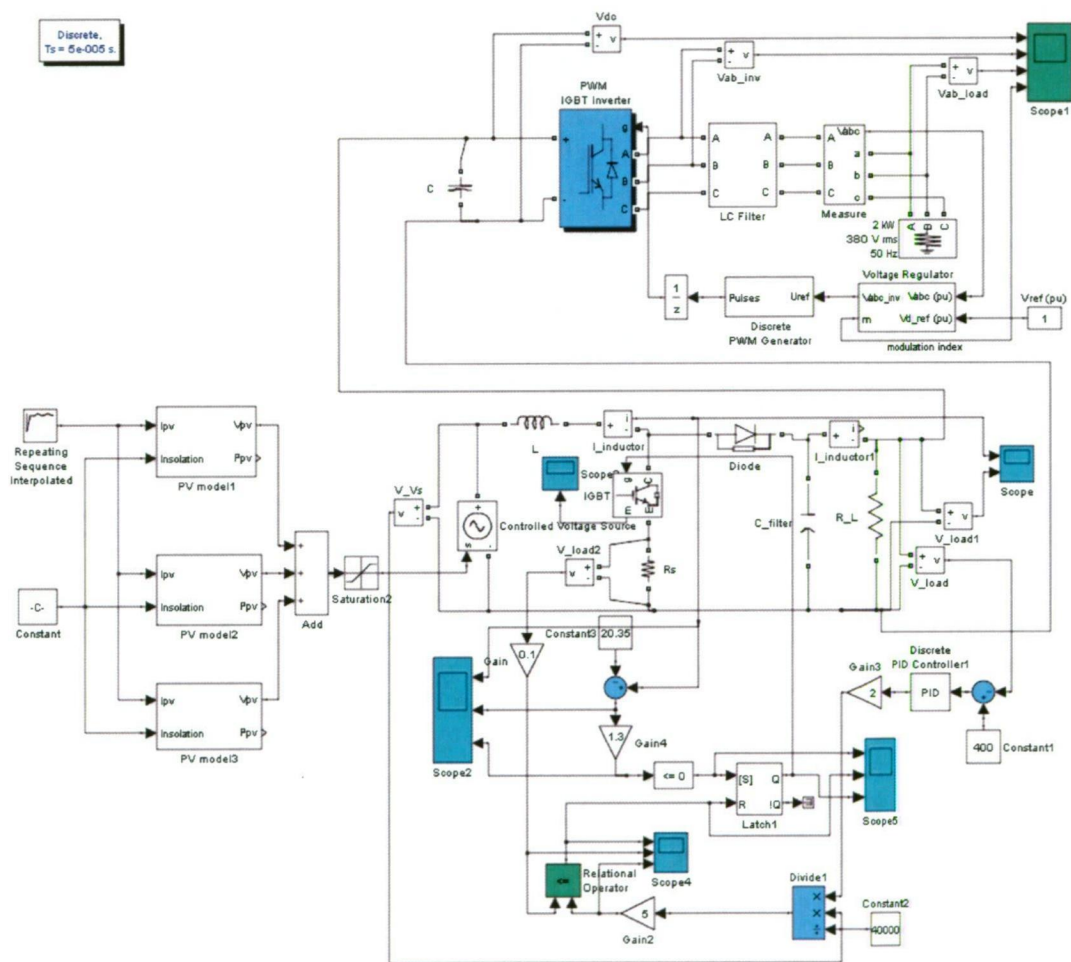 Discrete,
Ts = 5e-005 s.
Vdc
+ - v
Vab_inv
+ - v
Vab_load
+ - v
Scope1
PWM
IGBT Inverter
+ -
g
A
B
C
C
A A
B B
C C
LC Filter
A
B
C
Vabc
a
b
c
Measure
A B C
2 kW
380 V rms
50 Hz
Voltage Regulator
Vabc_inv Vabc (pu)
m Vd_ref (pu)
modulation index
Vref (pu)
1
Pulses Uref
Discrete
PWM Generator
1
z
Repeating
Sequence
Interpolated
Ipv Vpv
Insolation Ppv
PV model1
Ipv Vpv
Insolation Ppv
PV model2
Ipv Vpv
Insolation Ppv
PV model3
-C-
Constant
+
+
+
Add
Saturation2
V_Vs
v + -
L
+ i -
I_inductor
Diode
+ i -
I_inductor1
Scope
s + -
Controlled Voltage Source
IGBT
g C
E
Rs
C_filter
R_L
V_load1
+ - v
V_load
+ - v
V_load2
v + -
0.1
Gain
Constant3
20.35
1.3
Gain4
Scope2
<= 0
[S] Q
R !Q
Latch1
Scope5
Gain3
2
Discrete
PID Controller1
PID
400
Constant1
<=
Relational
Operator
Scope4
5
Gain2
Divide1
×
×
÷
Constant2
40000